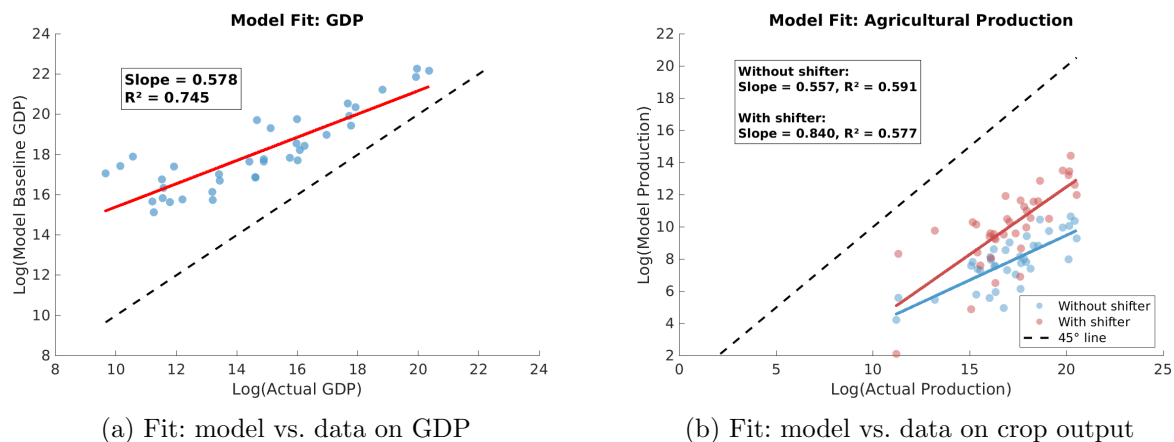 Model Fit: GDP
24
22
20
18
16
14
12
10
8
Log(Model Baseline GDP)
Slope = 0.578
R² = 0.745
8 10 12 14 16 18 20 22 24
Log(Actual GDP)
(a) Fit: model vs. data on GDP
Model Fit: Agricultural Production
22
20
18
16
14
12
10
8
6
4
2
Log(Model Production)
Without shifter:
Slope = 0.557, R² = 0.591
With shifter:
Slope = 0.840, R² = 0.577
Without shifter
With shifter
45° line
0 5 10 15 20 25
Log(Actual Production)
(b) Fit: model vs. data on crop output